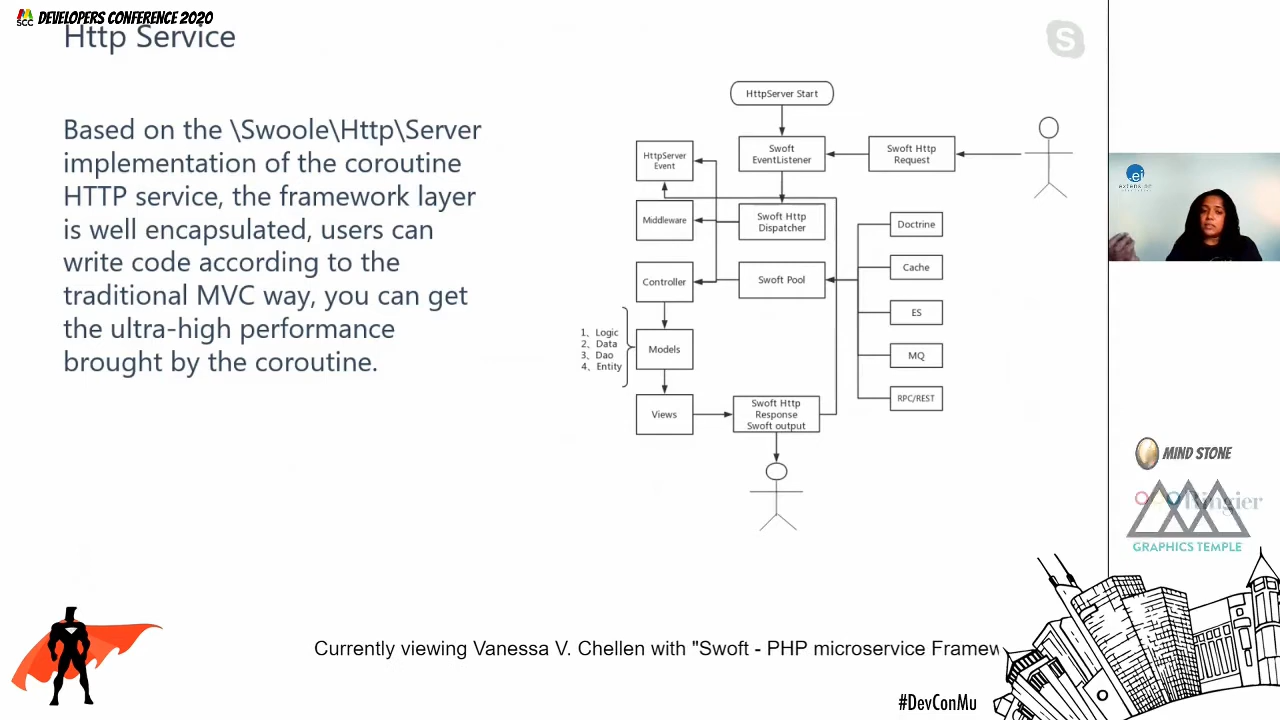 SCC DEVELOPERS CONFERENCE 2020
Http Service
Based on the \Swoole\Http\Server
implementation of the coroutine
HTTP service, the framework layer
is well encapsulated, users can
write code according to the
traditional MVC way, you can get
the ultra-high performance
brought by the coroutine.
S
HttpServer Start
Swoft
EventListener
Swoft Http
Request
HttpServer
Event
Middleware
Swoft Http
Dispatcher
Controller
Swoft Pool
Doctrine
Cache
ES
MQ
RPC/REST
1、Logic
2、Data
3、Dao
4、Entity
Models
Views
Swoft Http
Response
Swoft output
MIND STONE
Ringier
GRAPHICS TEMPLE
Currently viewing Vanessa V. Chellen with "Swoft - PHP microservice Framew
#DevConMu